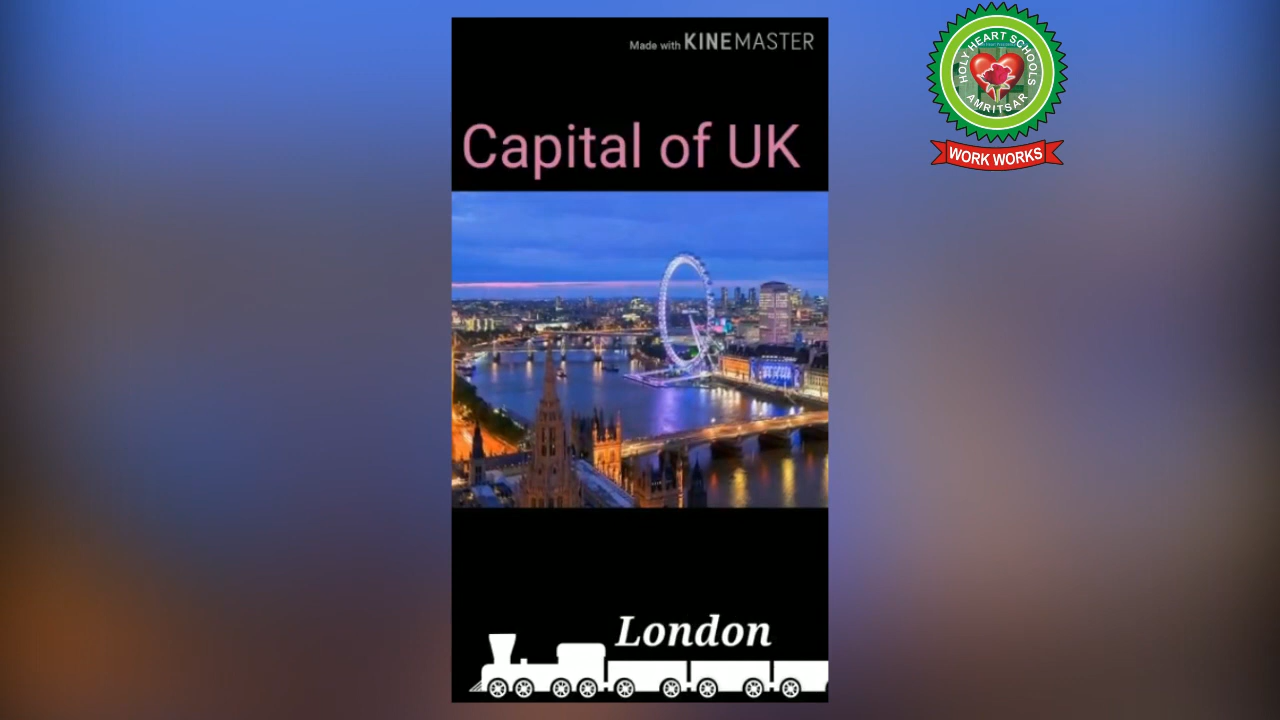 Made with KINEMASTER
Capital of UK
London
HOLY HEART SCHOOLS
AMRITSAR
WORK WORKS